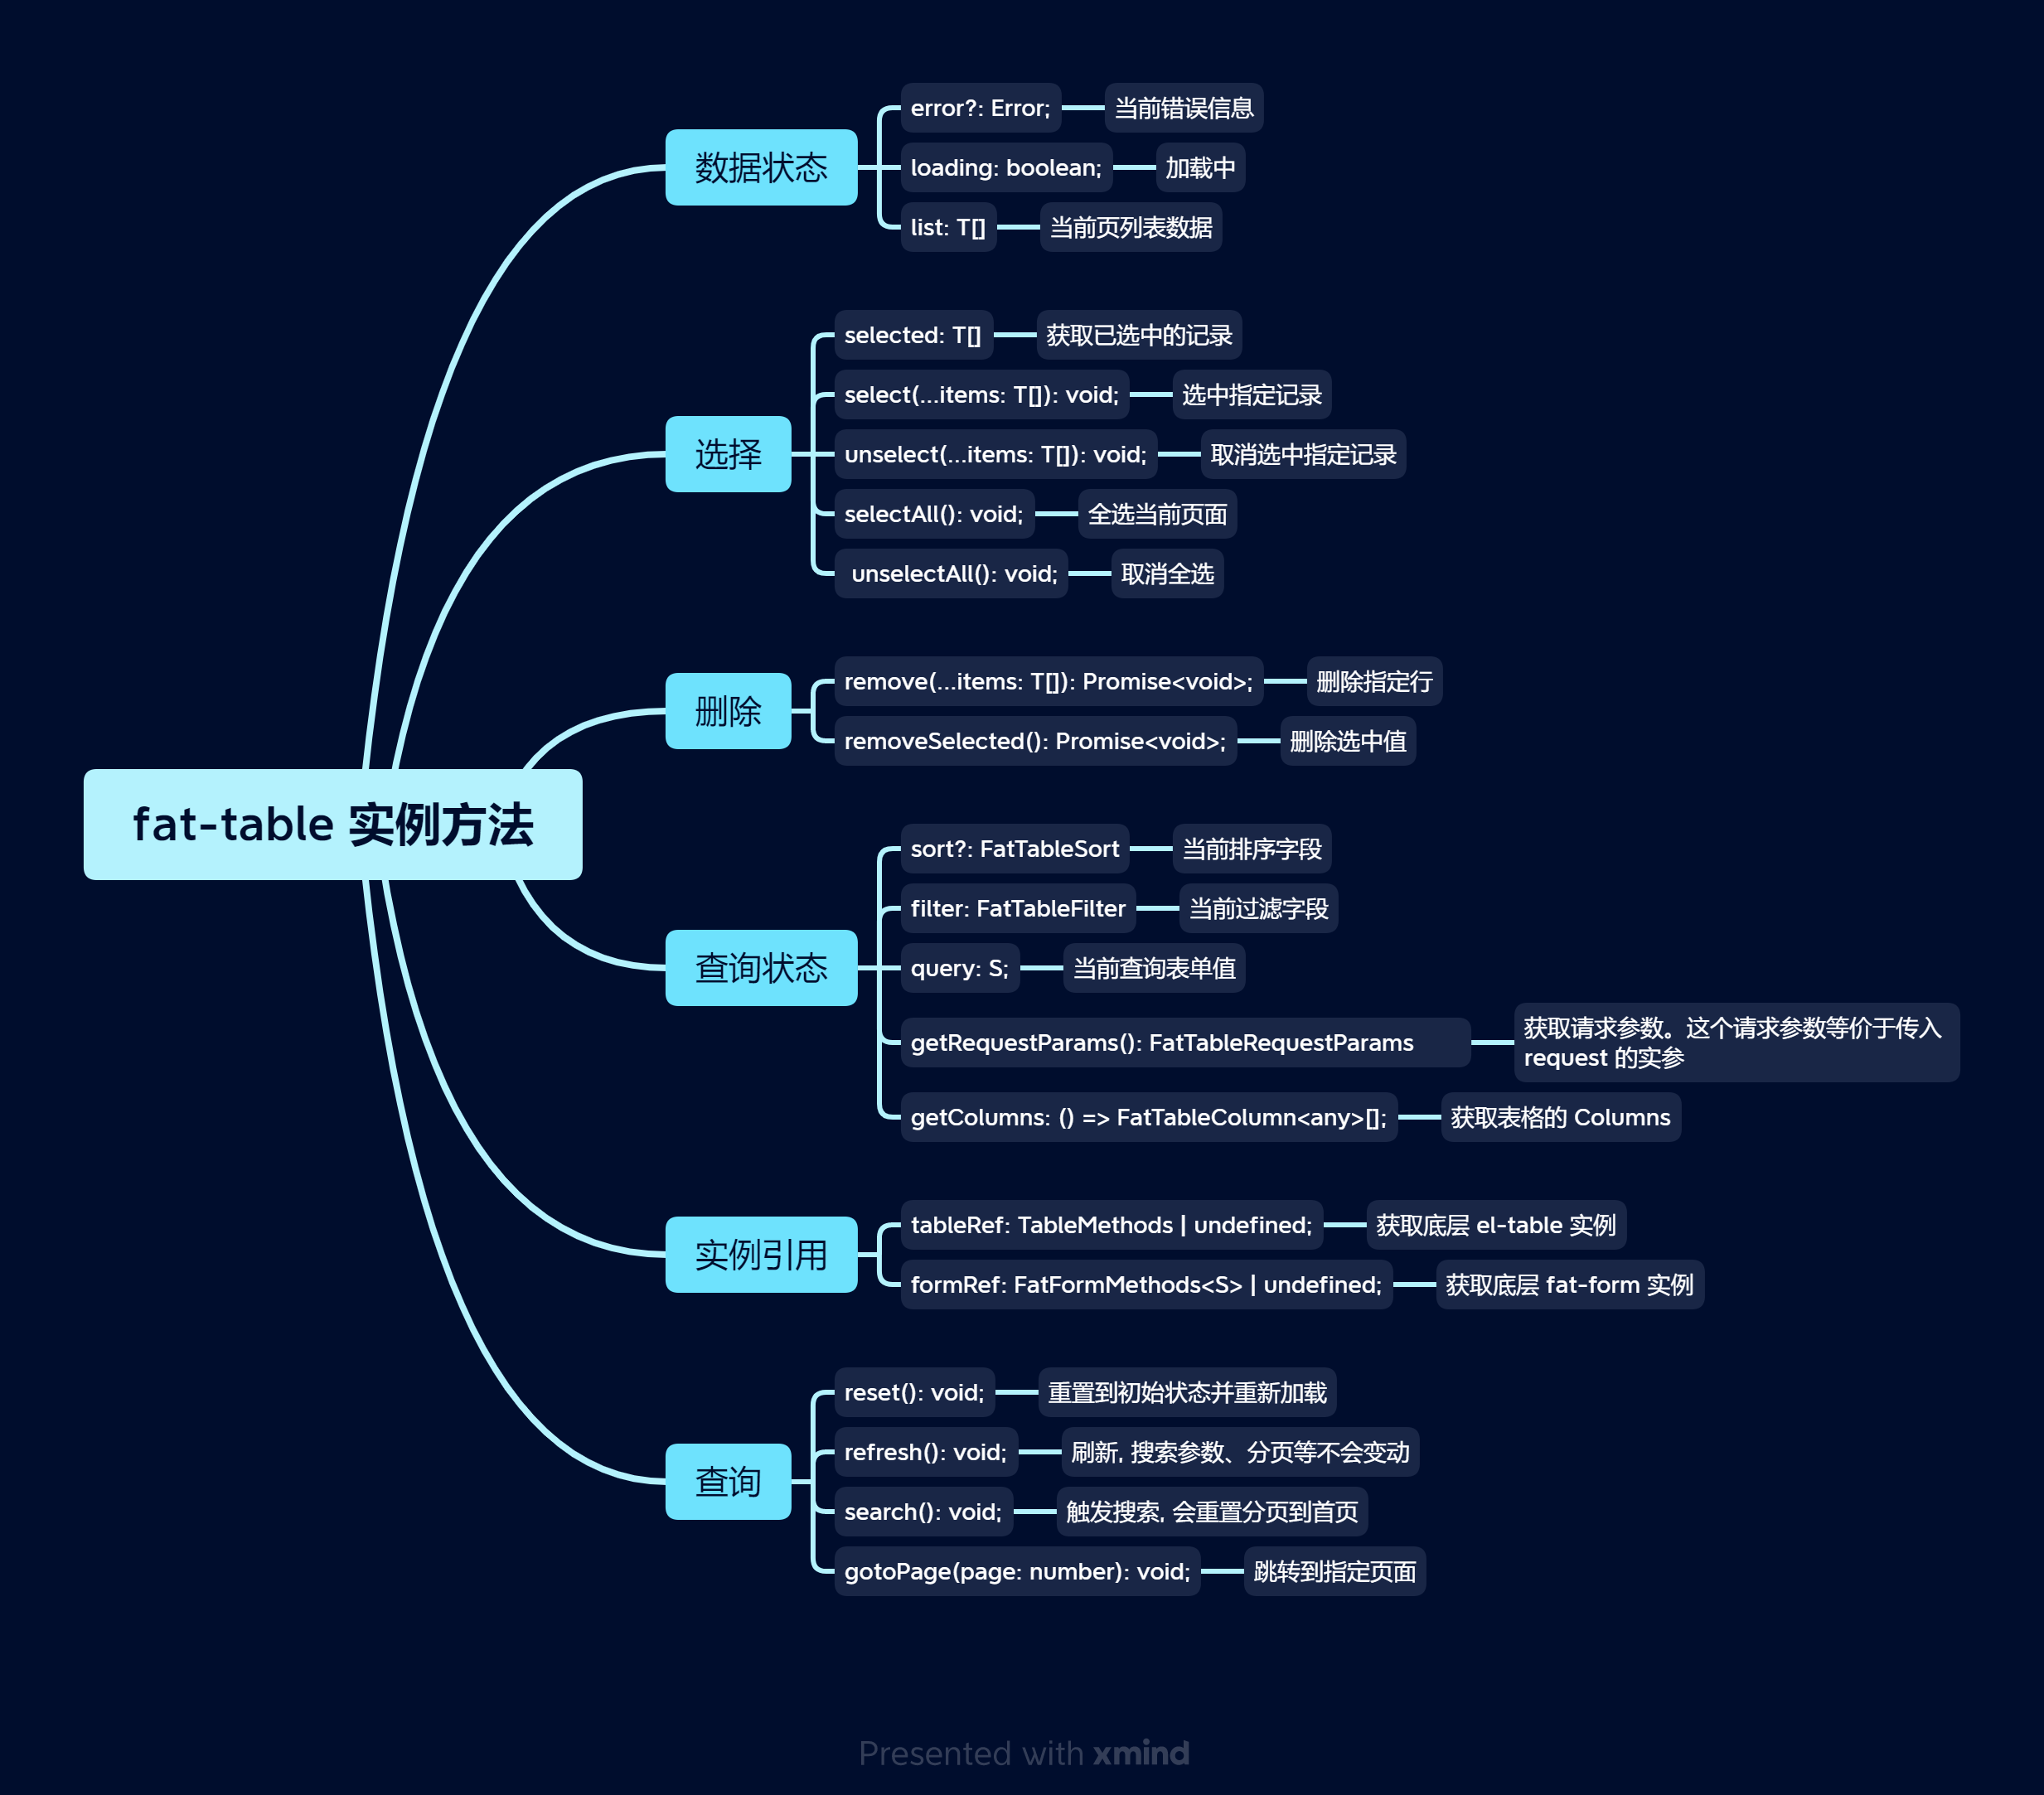 fat-table 实例方法
数据状态
error?: Error;
当前错误信息
loading: boolean;
加载中
list: T[]
当前页列表数据
选择
selected: T[]
获取已选中的记录
select(...items: T[]): void;
选中指定记录
unselect(...items: T[]): void;
取消选中指定记录
selectAll(): void;
全选当前页面
unselectAll(): void;
取消全选
删除
remove(...items: T[]): Promise<void>;
删除指定行
removeSelected(): Promise<void>;
删除选中值
查询状态
sort?: FatTableSort
当前排序字段
filter: FatTableFilter
当前过滤字段
query: S;
当前查询表单值
getRequestParams(): FatTableRequestParams
获取请求参数。这个请求参数等价于传入
request 的实参
getColumns: () => FatTableColumn<any>[];
获取表格的 Columns
实例引用
tableRef: TableMethods | undefined;
获取底层 el-table 实例
formRef: FatFormMethods<S> | undefined;
获取底层 fat-form 实例
查询
reset(): void;
重置到初始状态并重新加载
refresh(): void;
刷新, 搜索参数、分页等不会变动
search(): void;
触发搜索, 会重置分页到首页
gotoPage(page: number): void;
跳转到指定页面
Presented with xmind